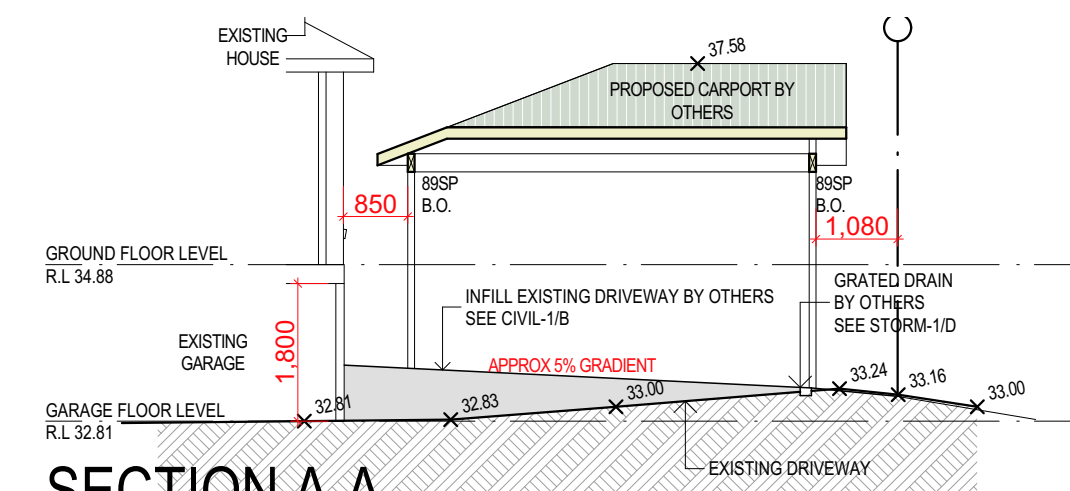 EXISTING
HOUSE
37.58
PROPOSED CARPORT BY
OTHERS
89SP
B.O.
89SP
B.O.
850
1,080
GROUND FLOOR LEVEL
R.L 34.88
INFILL EXISTING DRIVEWAY BY OTHERS
SEE CIVIL-1/B
GRATED DRAIN
BY OTHERS
SEE STORM-1/D
EXISTING
GARAGE
1,800
APPROX 5% GRADIENT
GARAGE FLOOR LEVEL
R.L 32.81
32.81
32.83
33.00
33.24
33.16
33.00
EXISTING DRIVEWAY
SECTION A-A